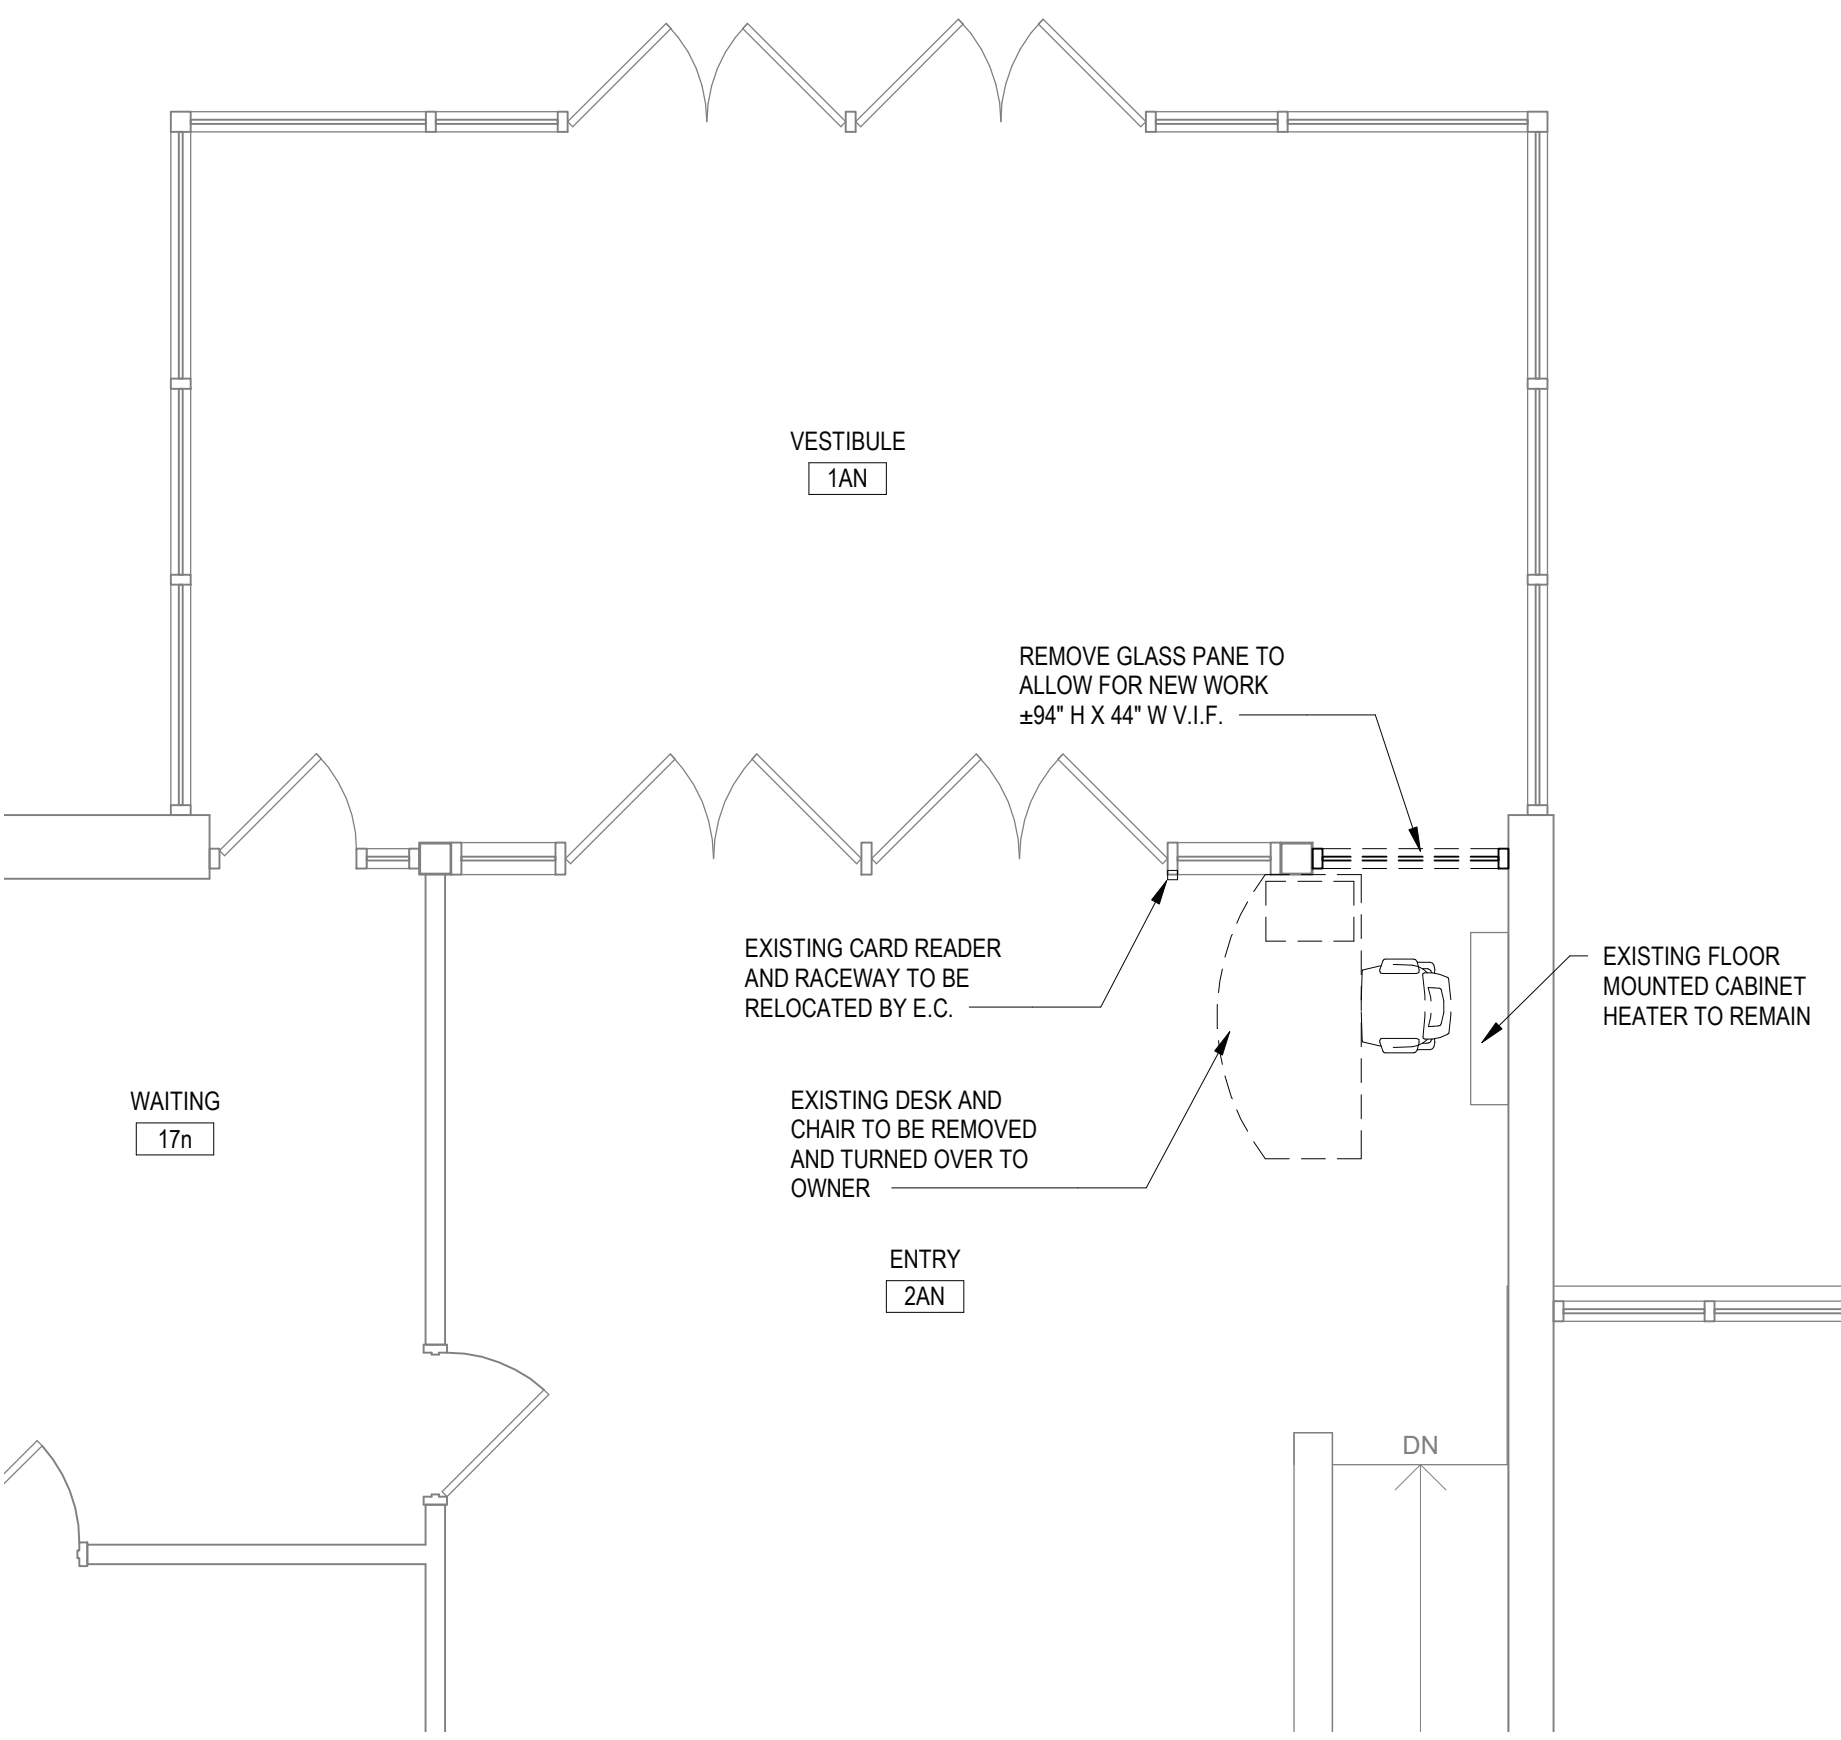 VESTIBULE
1AN
REMOVE GLASS PANE TO
ALLOW FOR NEW WORK
±94" H X 44" W V.I.F.
EXISTING CARD READER
AND RACEWAY TO BE
RELOCATED BY E.C.
EXISTING FLOOR
MOUNTED CABINET
HEATER TO REMAIN
EXISTING DESK AND
CHAIR TO BE REMOVED
AND TURNED OVER TO
OWNER
WAITING
17n
ENTRY
2AN
DN